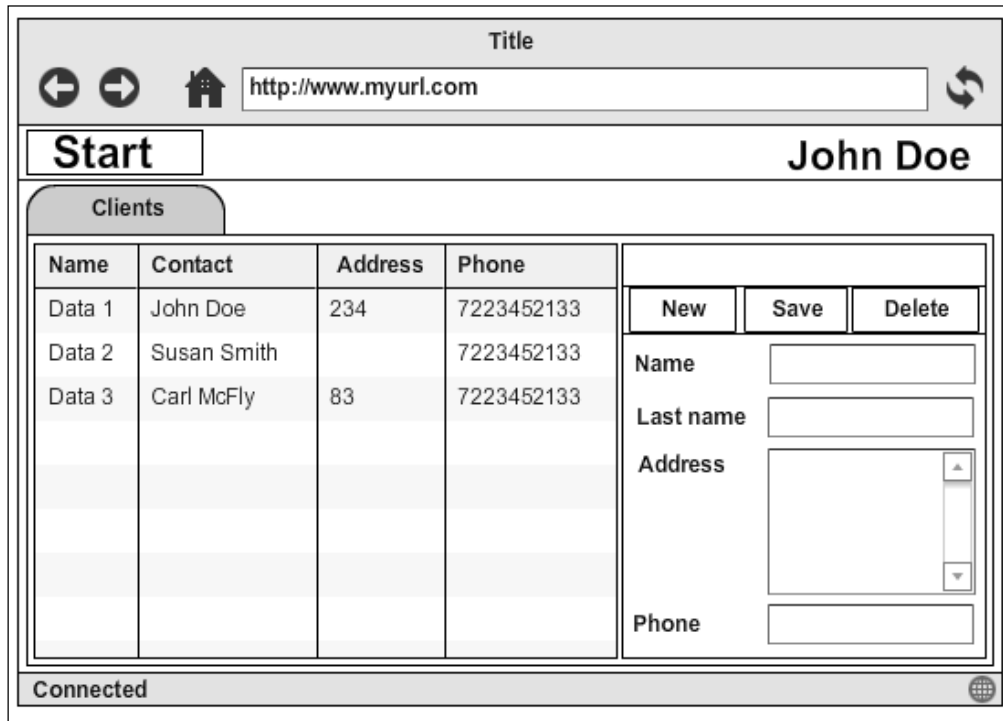 Title
http://www.myurl.com
Start
John Doe
Clients
Name Contact Address Phone
Data 1 John Doe 234 7223452133
Data 2 Susan Smith 7223452133
Data 3 Carl McFly 83 7223452133
New Save Delete
Name
Last name
Address
Phone
Connected